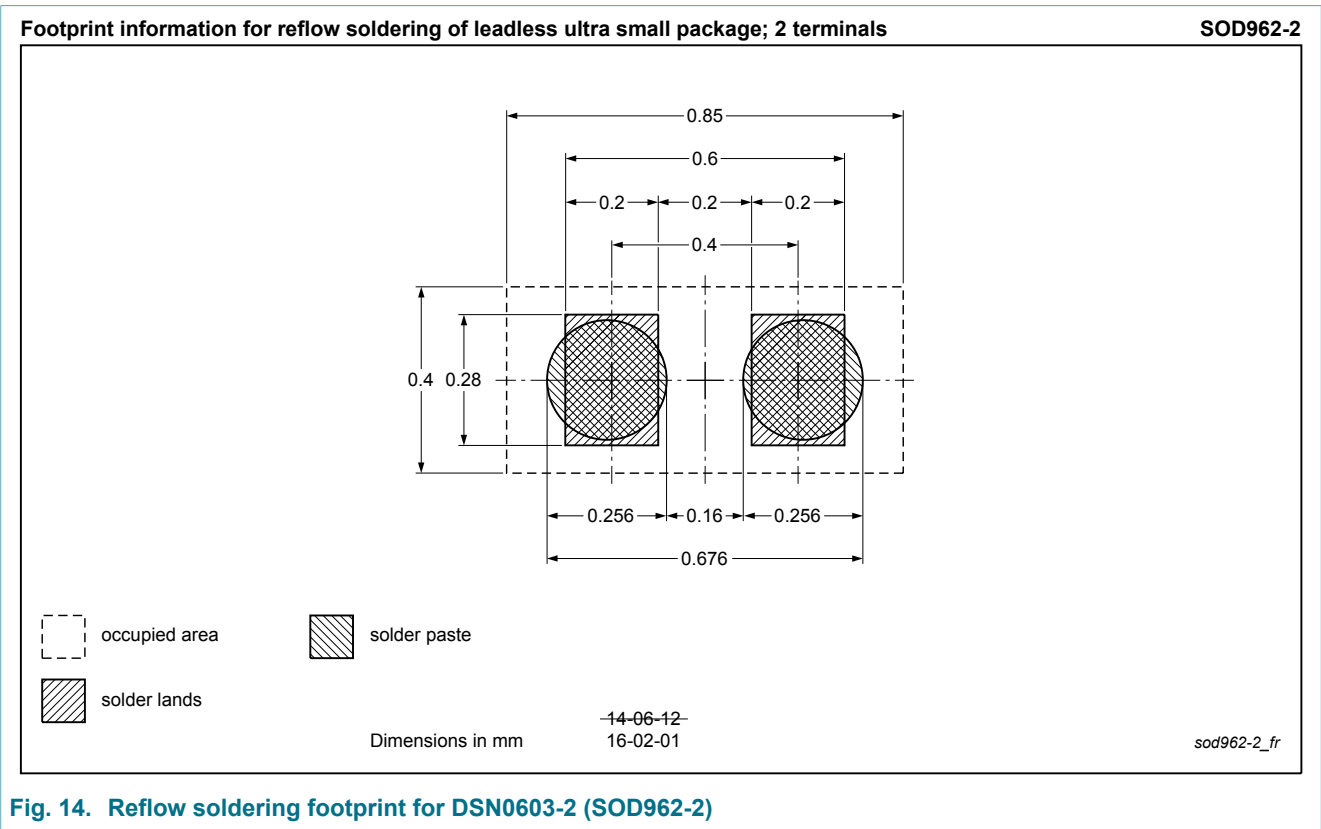 Footprint information for reflow soldering of leadless ultra small package; 2 terminals SOD962-2
0.85
0.6
0.2 0.2 0.2
0.4
0.4 0.28
0.256 0.16 0.256
0.676
occupied area solder paste
solder lands
14-06-12
Dimensions in mm 16-02-01 sod962-2_fr
Fig. 14. Reflow soldering footprint for DSN0603-2 (SOD962-2)